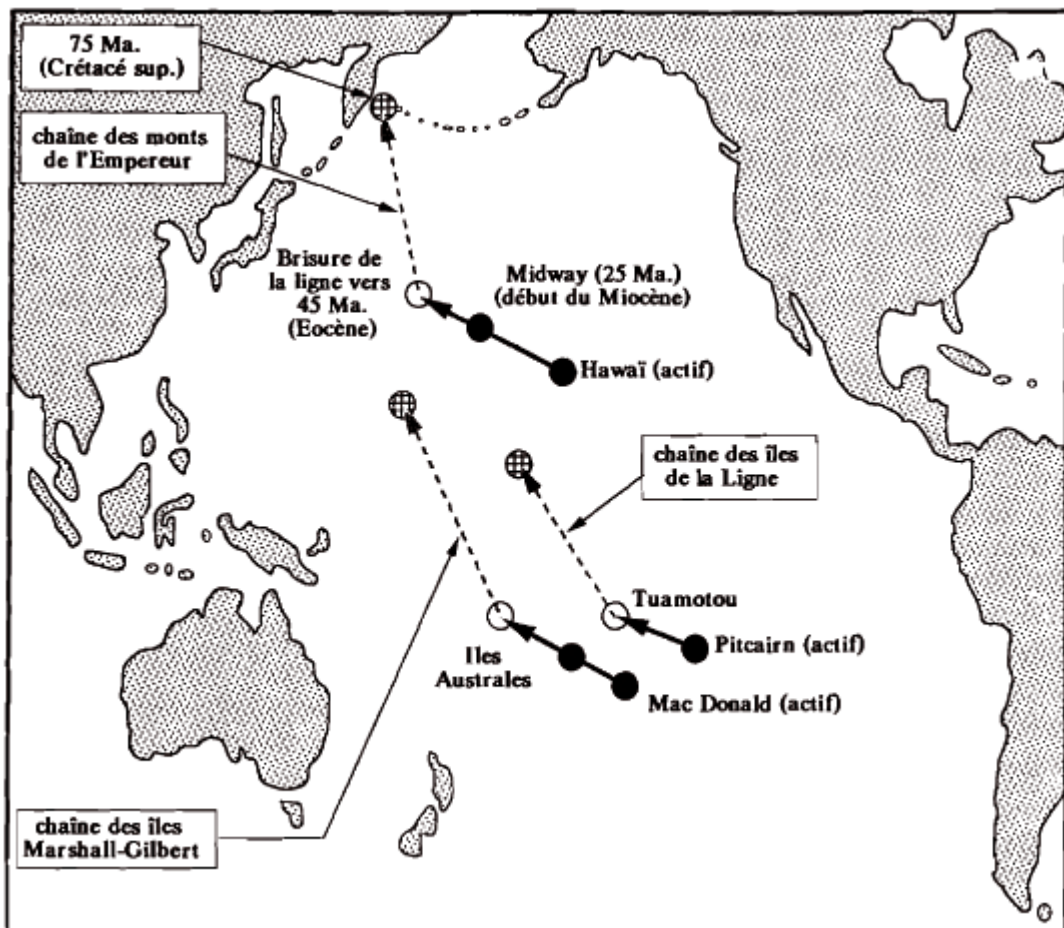 75 Ma.
(Crétacé sup.)
chaîne des monts
de l'Empereur
Brisure de
la ligne vers
45 Ma.
(Eocène)
Midway (25 Ma.)
(début du Miocène)
Hawaï (actif)
chaîne des îles
de la Ligne
Tuamotou
Pitcairn (actif)
Iles
Australes
Mac Donald (actif)
chaîne des îles
Marshall-Gilbert